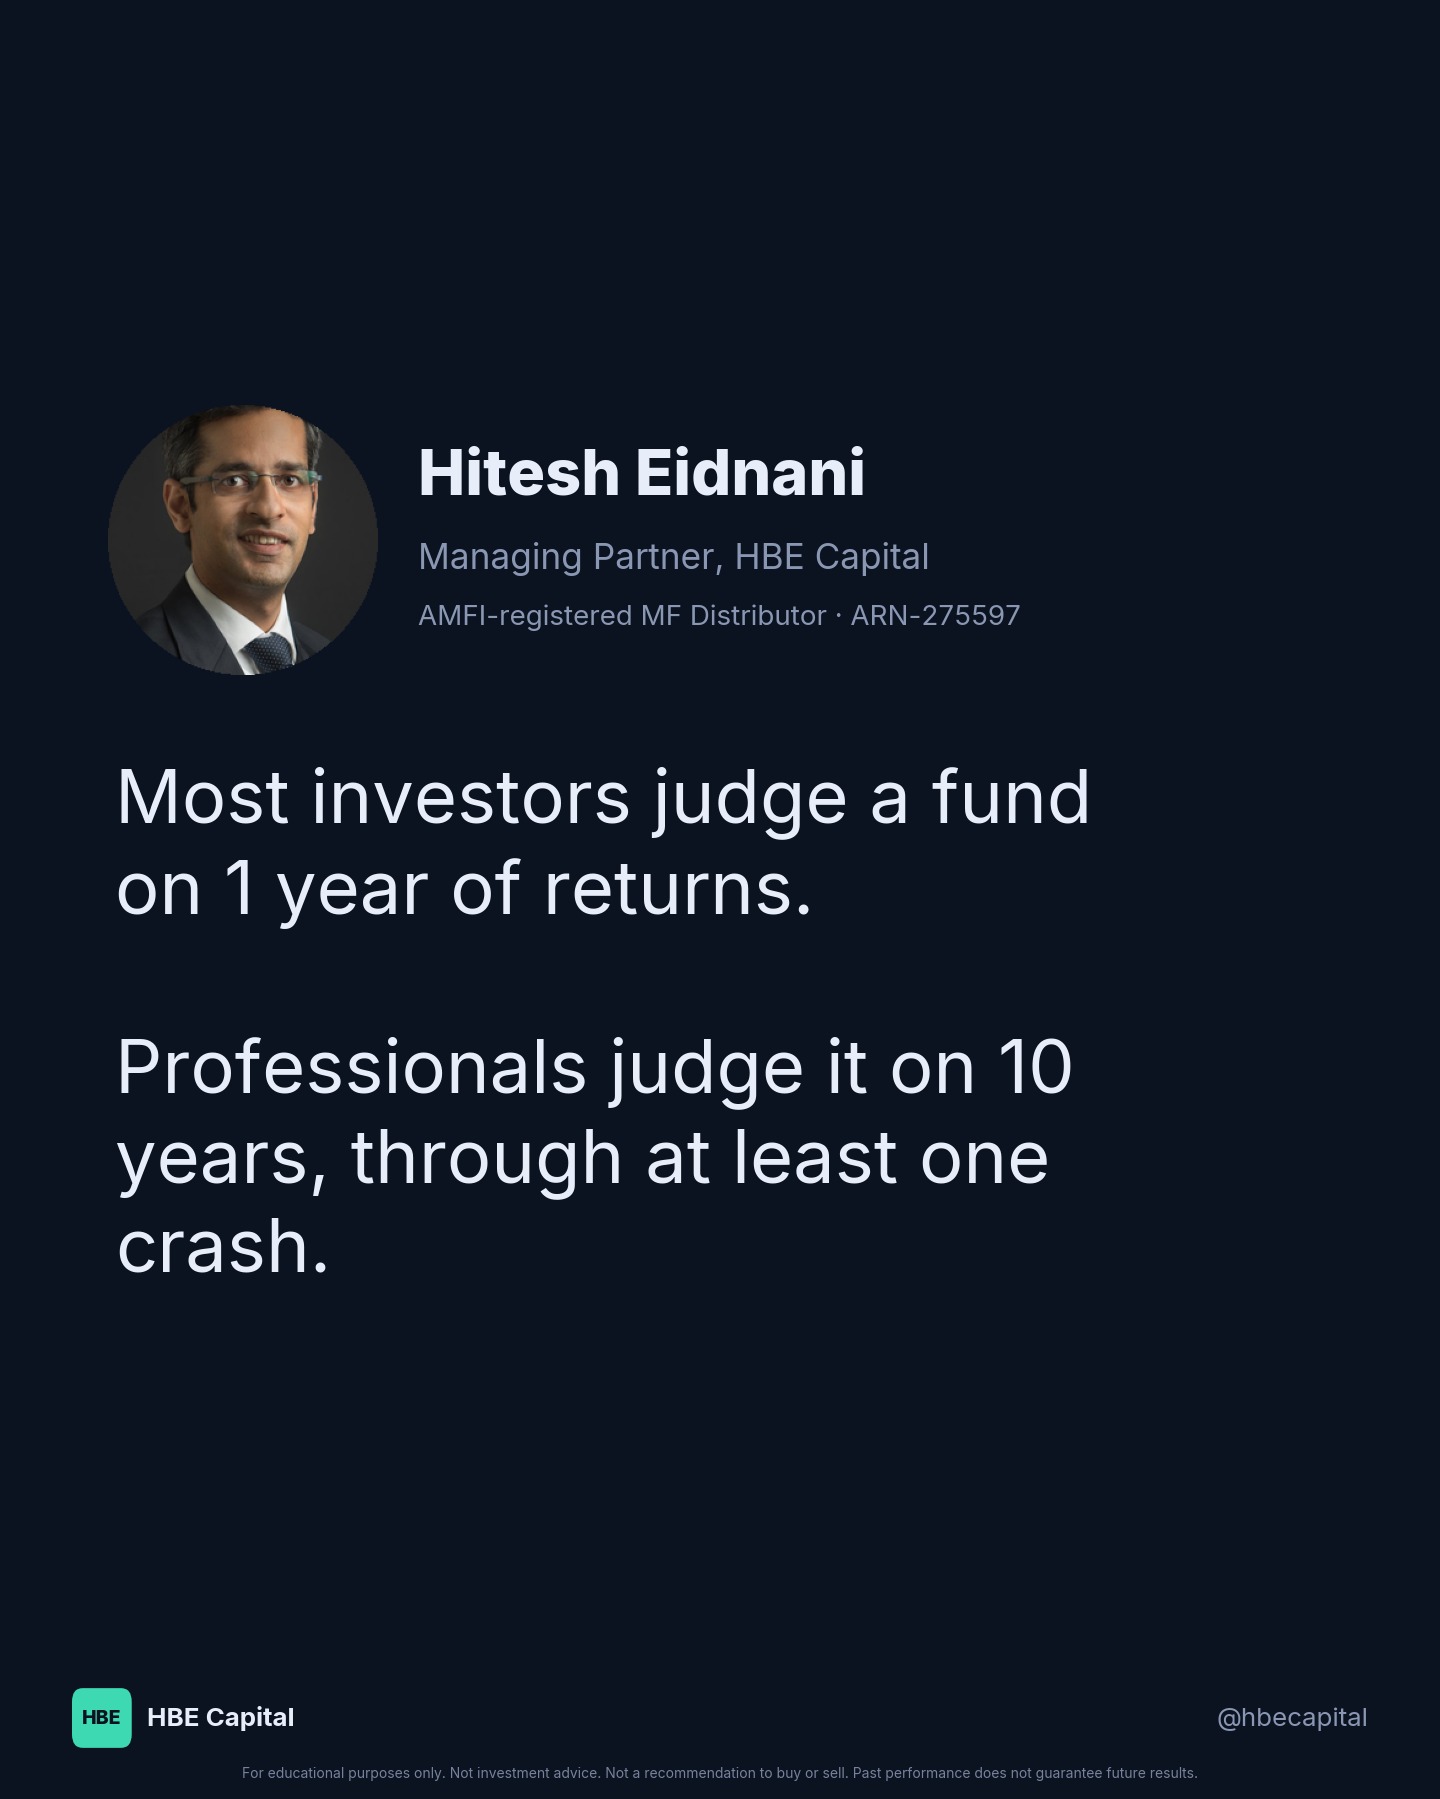 Hitesh Eidnani
Managing Partner, HBE Capital
AMFI-registered MF Distributor · ARN-275597
Most investors judge a fund
on 1 year of returns.
Professionals judge it on 10
years, through at least one
crash.
HBE
HBE Capital
@hbecapital
For educational purposes only. Not investment advice. Not a recommendation to buy or sell. Past performance does not guarantee future results.